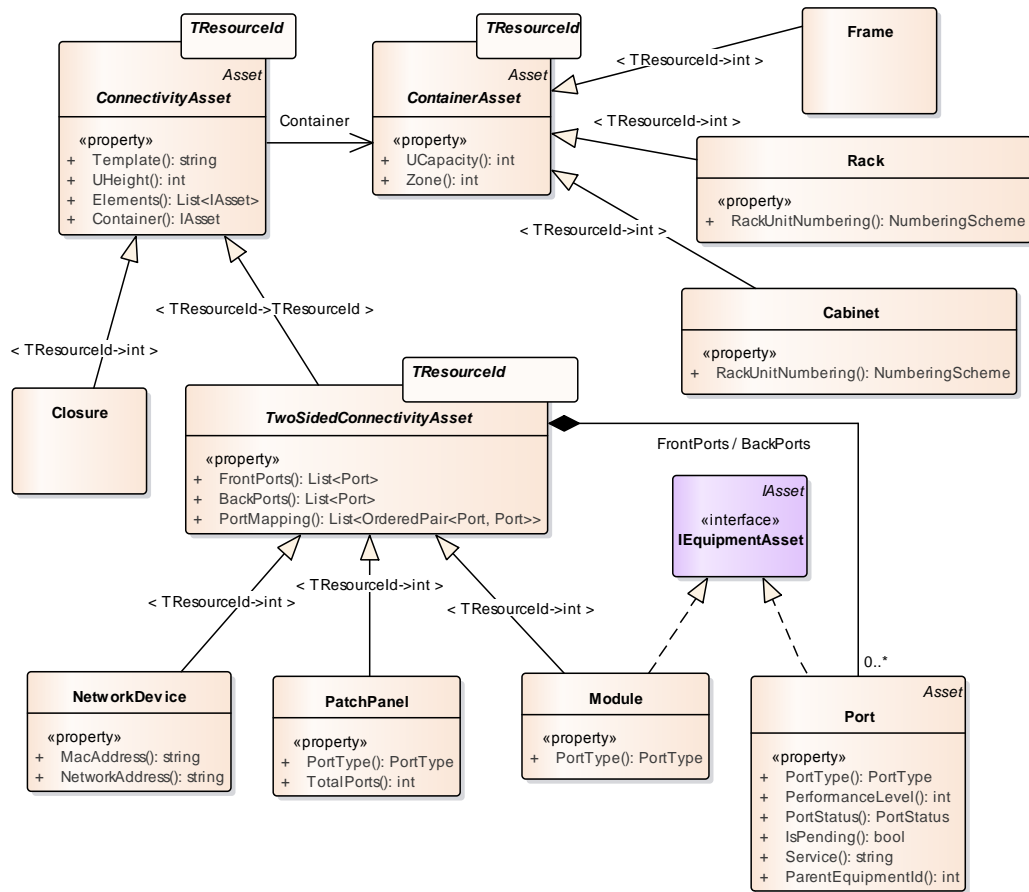 TResourceId
Asset
ConnectivityAsset
«property»
+ Template(): string
+ UHeight(): int
+ Elements(): List<IAsset>
+ Container(): IAsset
Container
TResourceId
Asset
ContainerAsset
«property»
+ UCapacity(): int
+ Zone(): int
< TResourceId->int >
Frame
< TResourceId->int >
Rack
«property»
+ RackUnitNumbering(): NumberingScheme
< TResourceId->int >
Cabinet
«property»
+ RackUnitNumbering(): NumberingScheme
< TResourceId->TResourceId >
< TResourceId->int >
Closure
TResourceId
TwoSidedConnectivityAsset
«property»
+ FrontPorts(): List<Port>
+ BackPorts(): List<Port>
+ PortMapping(): List<OrderedPair<Port, Port>>
FrontPorts / BackPorts
IAsset
«interface»
IEquipmentAsset
< TResourceId->int >
< TResourceId->int >
< TResourceId->int >
0..*
NetworkDevice
«property»
+ MacAddress(): string
+ NetworkAddress(): string
PatchPanel
«property»
+ PortType(): PortType
+ TotalPorts(): int
Module
«property»
+ PortType(): PortType
Asset
Port
«property»
+ PortType(): PortType
+ PerformanceLevel(): int
+ PortStatus(): PortStatus
+ IsPending(): bool
+ Service(): string
+ ParentEquipmentId(): int